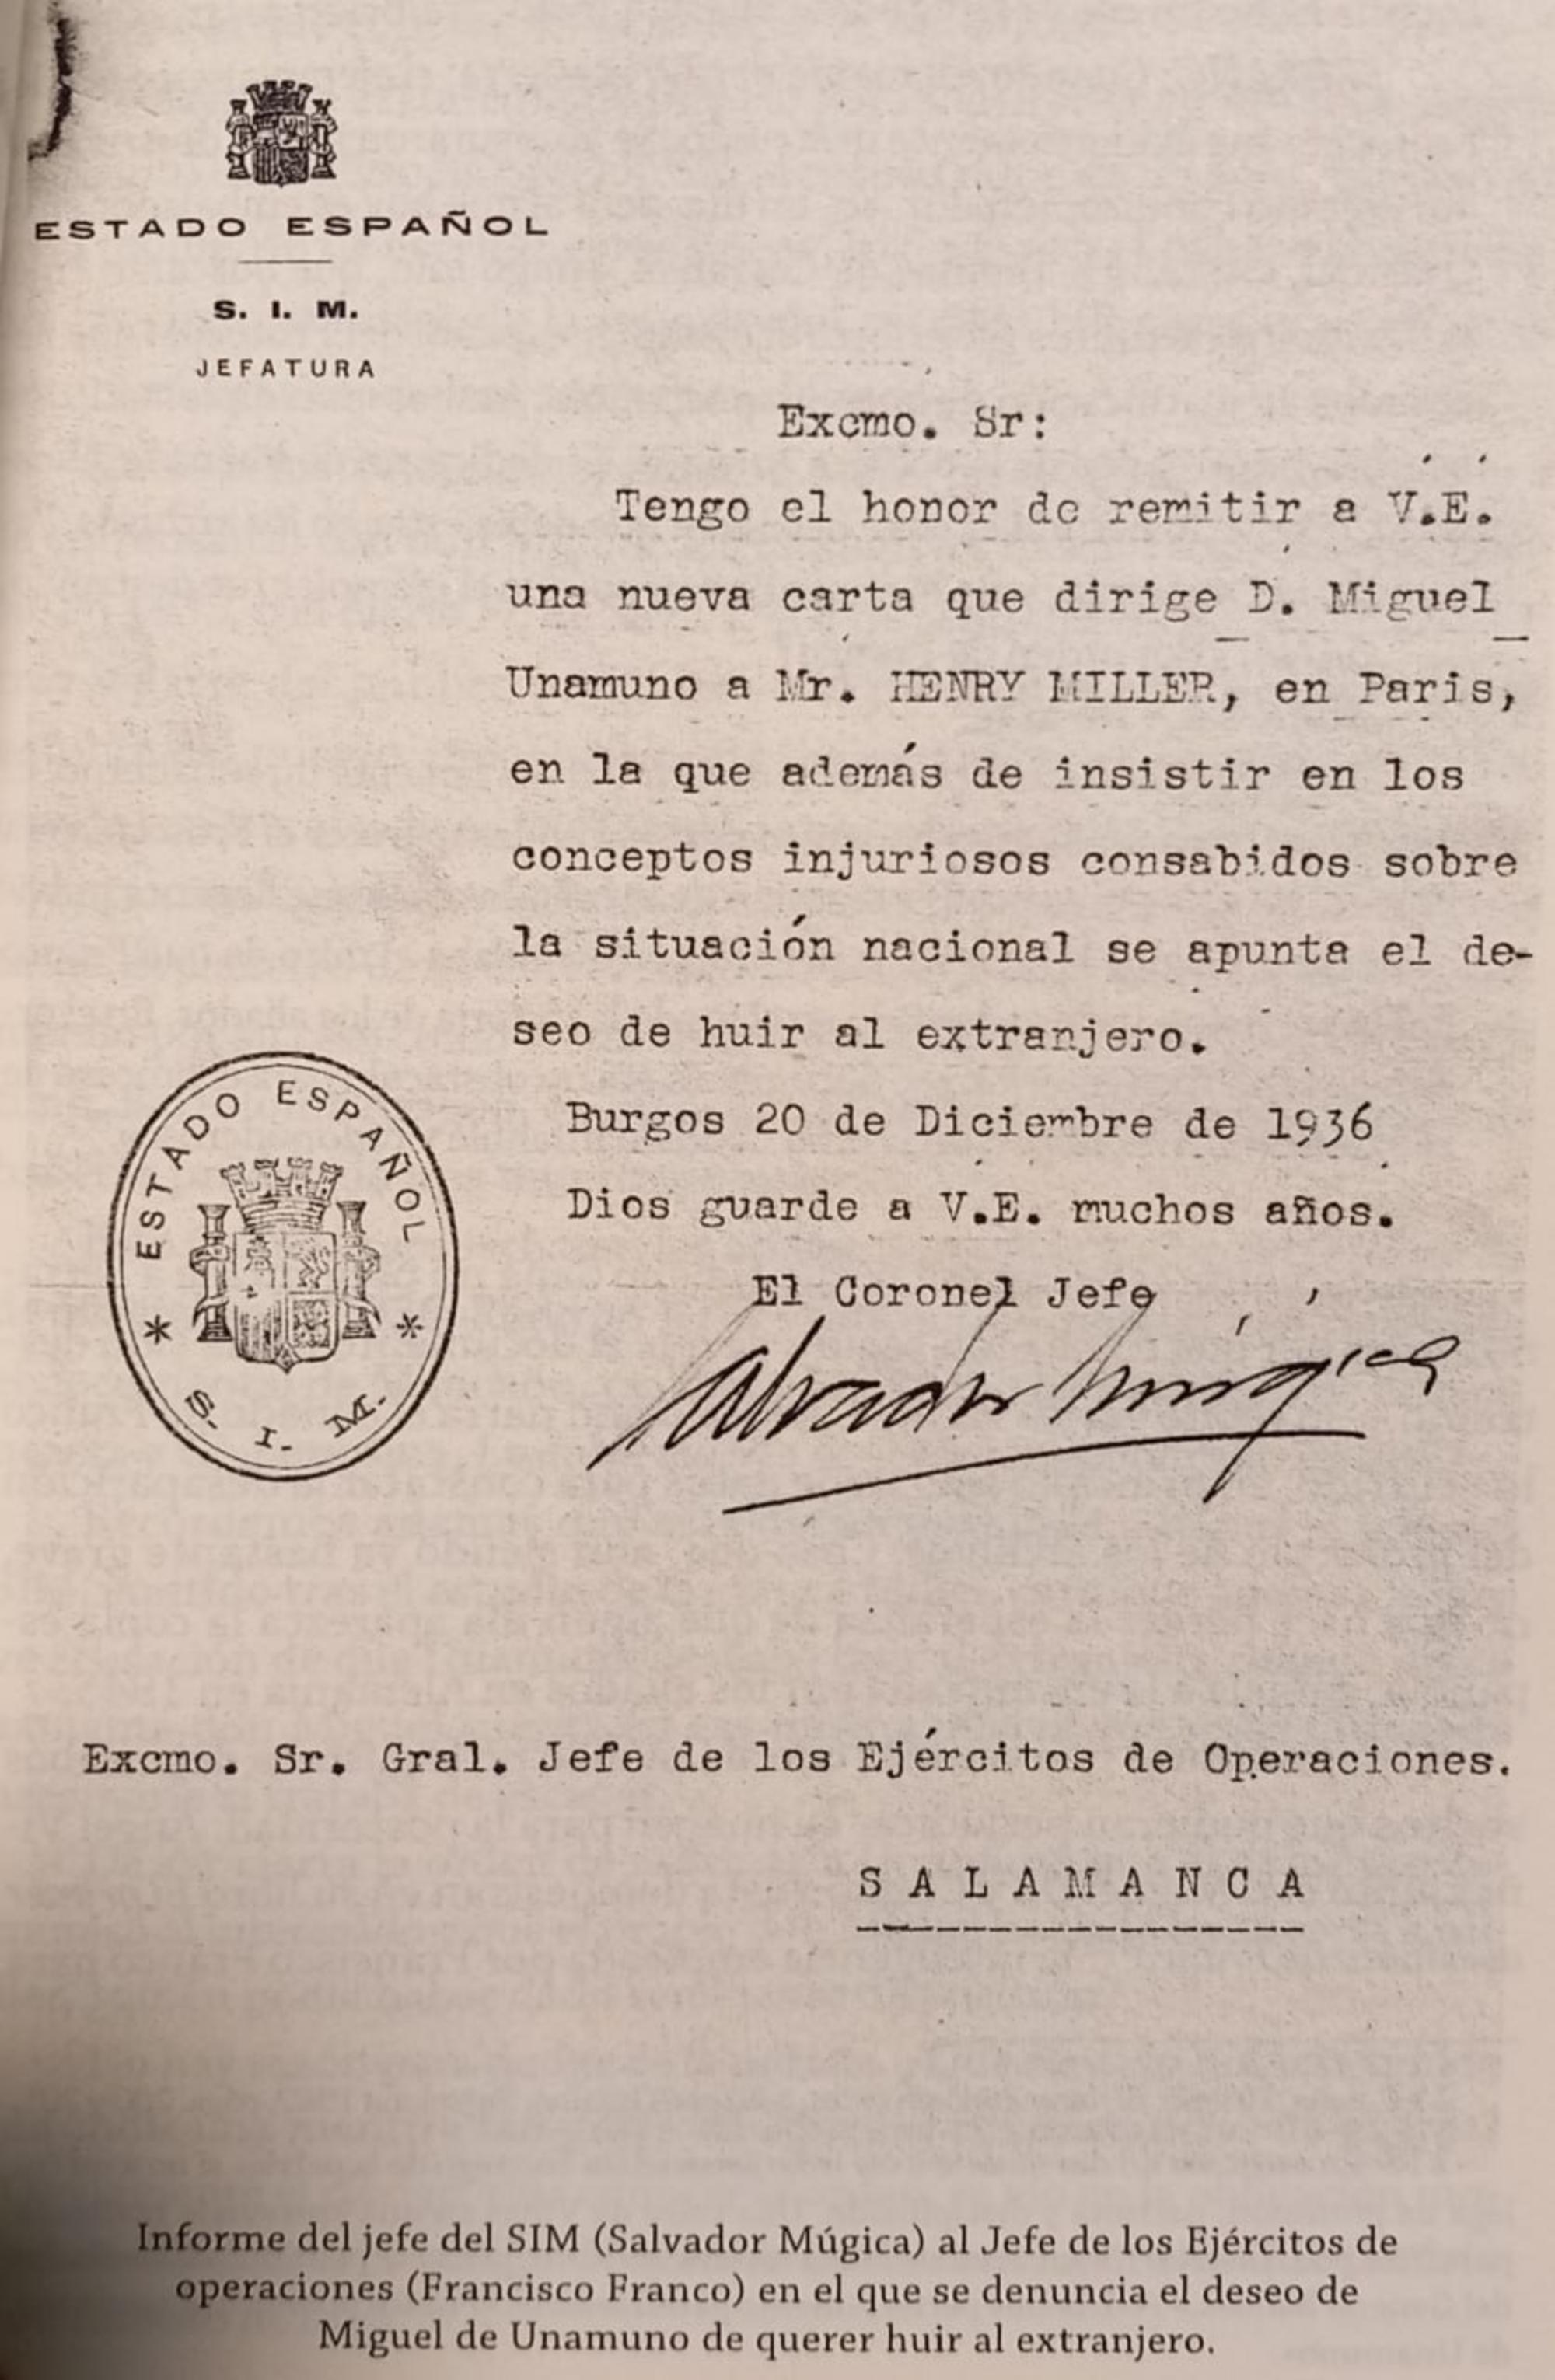 ESTADO ESPAÑOL
S. I. M.
JEFATURA
Excmo. Sr:
Tengo el honor de remitir a V.E.
una nueva carta que dirige D. Miguel
Unamuno a Mr. HENRY MILLER, en Paris,
en la que además de insistir en los
conceptos injuriosos consabidos sobre
la situación nacional se apunta el de-
seo de huir al extranjero.
Burgos 20 de Diciembre de 1936
Dios guarde a V.E. muchos años.
El Coronel Jefe
Salvador Múgica
ESTADO ESPAÑOL
* S. I. M. *
Excmo. Sr. Gral. Jefe de los Ejércitos de Operaciones.
SALAMANCA
Informe del jefe del SIM (Salvador Múgica) al Jefe de los Ejércitos de
operaciones (Francisco Franco) en el que se denuncia el deseo de
Miguel de Unamuno de querer huir al extranjero.